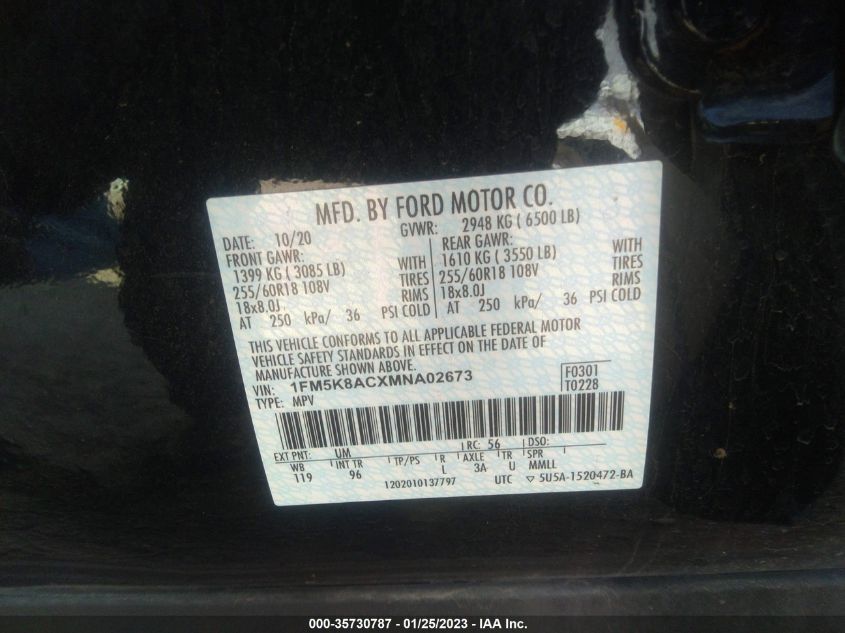 MFD. BY FORD MOTOR CO.
DATE: 10/20 GVWR: 2948 KG ( 6500 LB)
FRONT GAWR: REAR GAWR:
1399 KG ( 3085 LB) WITH 1610 KG ( 3550 LB) WITH
255/60R18 108V TIRES 255/60R18 108V TIRES
18x8.0J RIMS 18x8.0J RIMS
AT 250 kPa/ 36 PSI COLD AT 250 kPa/ 36 PSI COLD
THIS VEHICLE CONFORMS TO ALL APPLICABLE FEDERAL MOTOR
VEHICLE SAFETY STANDARDS IN EFFECT ON THE DATE OF
MANUFACTURE SHOWN ABOVE.
VIN: 1FM5K8ACXMNA02673 F0301
TYPE: MPV T0228
EXT PNT: UM RC: 56 DSO:
WB INT TR TP/PS R AXLE TR SPR
119 96 L 3A U MMLL
1202010137797 UTC ▽ 5U5A-1520472-BA
000-35730787 - 01/25/2023 - IAA Inc.